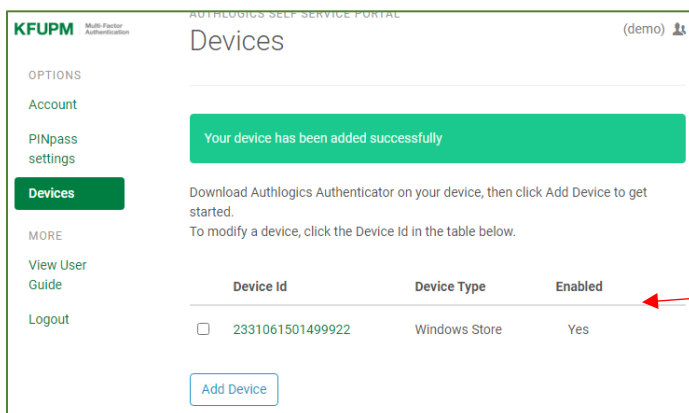 KFUPM Multi-Factor Authentication
AUTHLOGICS SELF SERVICE PORTAL
Devices
(demo)
OPTIONS
Account
PINpass
settings
Devices
MORE
View User
Guide
Logout
Your device has been added successfully
Download Authlogics Authenticator on your device, then click Add Device to get
started.
To modify a device, click the Device Id in the table below.
Device Id Device Type Enabled
2331061501499922 Windows Store Yes
Add Device